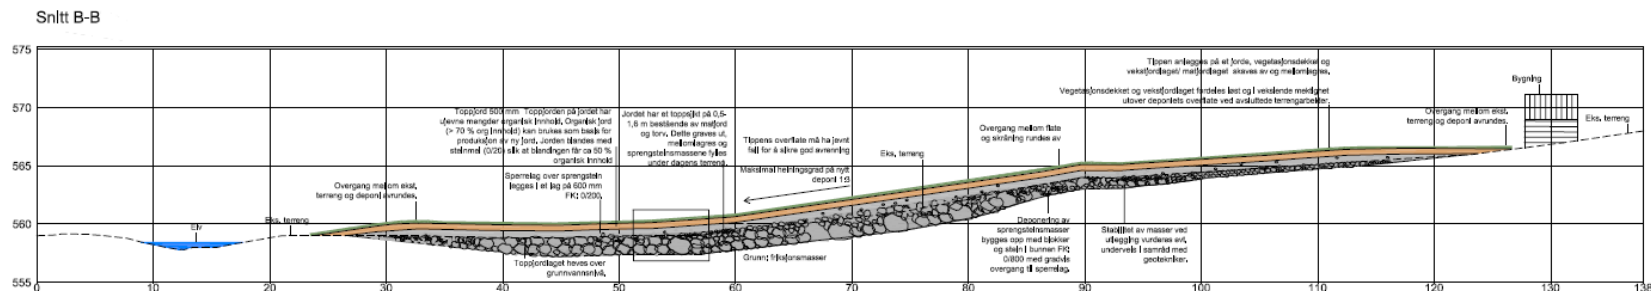 Snitt B-B
575
570
565
560
555
0
10
20
30
40
50
60
70
80
90
100
110
120
130
138
Elv
Eks. terreng
Overgang mellom ekst.
terreng og deponi avrundes.
Toppjord 500 mm Toppjorden på jordet har
ujevne mengder organisk innhold. Organisk jord
(> 70 % org innhold) kan brukes som basis for
produksjon av ny jord. Jorden blandes med
steinmel (0/20) slik at blandingen får ca 50 %
organisk innhold
Sperrelag over sprengstein
legges i et lag på 600 mm
FK: 0/200.
Toppjordlaget heves over
grunnvannsnivå.
Jordet har et toppsjikt på 0,5-
1,6 m bestående av matjord
og torv. Dette graves ut,
mellomlagres og
sprengsteinsmassene fylles
under dagens terreng.
Tippens overflate må ha jevnt
fall for å sikre god avrenning
Maksimal helningsgrad på nytt
deponi 1:3
Grunn: friksjonsmasser
Eks. terreng
Overgang mellom flate
og skråning rundes av
Deponering av
sprengsteinsmasser
bygges opp med blokker
og stein i bunnen FK:
0/800 med gradvis
overgang til sperrelag.
Stabilitet av masser ved
utlegging vurderes evt.
underveis i samråd med
geotekniker.
Tippen anlegges på et jorde, vegetasjonsdekket og
vekstjordlaget/ matjordlaget skaves av og mellomlagres.
Vegetasjonsdekket og vekstjordlaget fordeles løst og i vekslende mektighet
utover deponiets overflate ved avsluttede terrengarbeider.
Overgang mellom ekst.
terreng og deponi avrundes.
Bygning
Eks. terreng